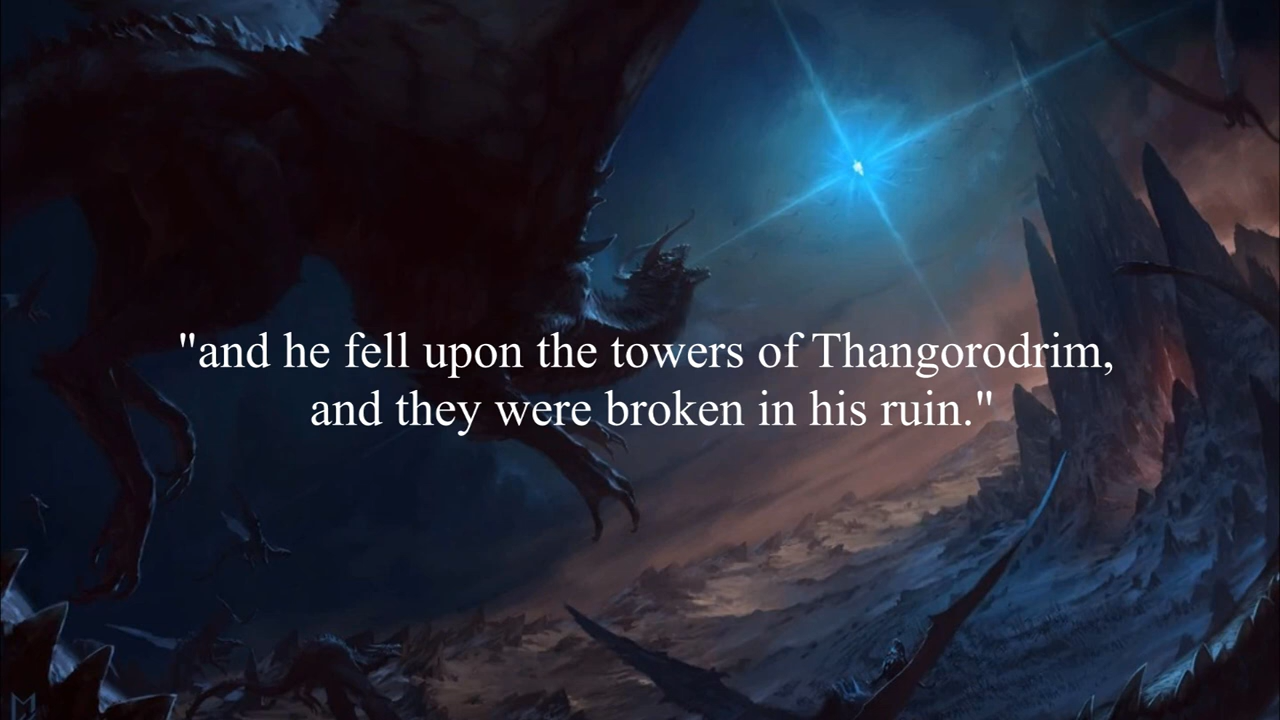 "and he fell upon the towers of Thangorodrim,
and they were broken in his ruin."